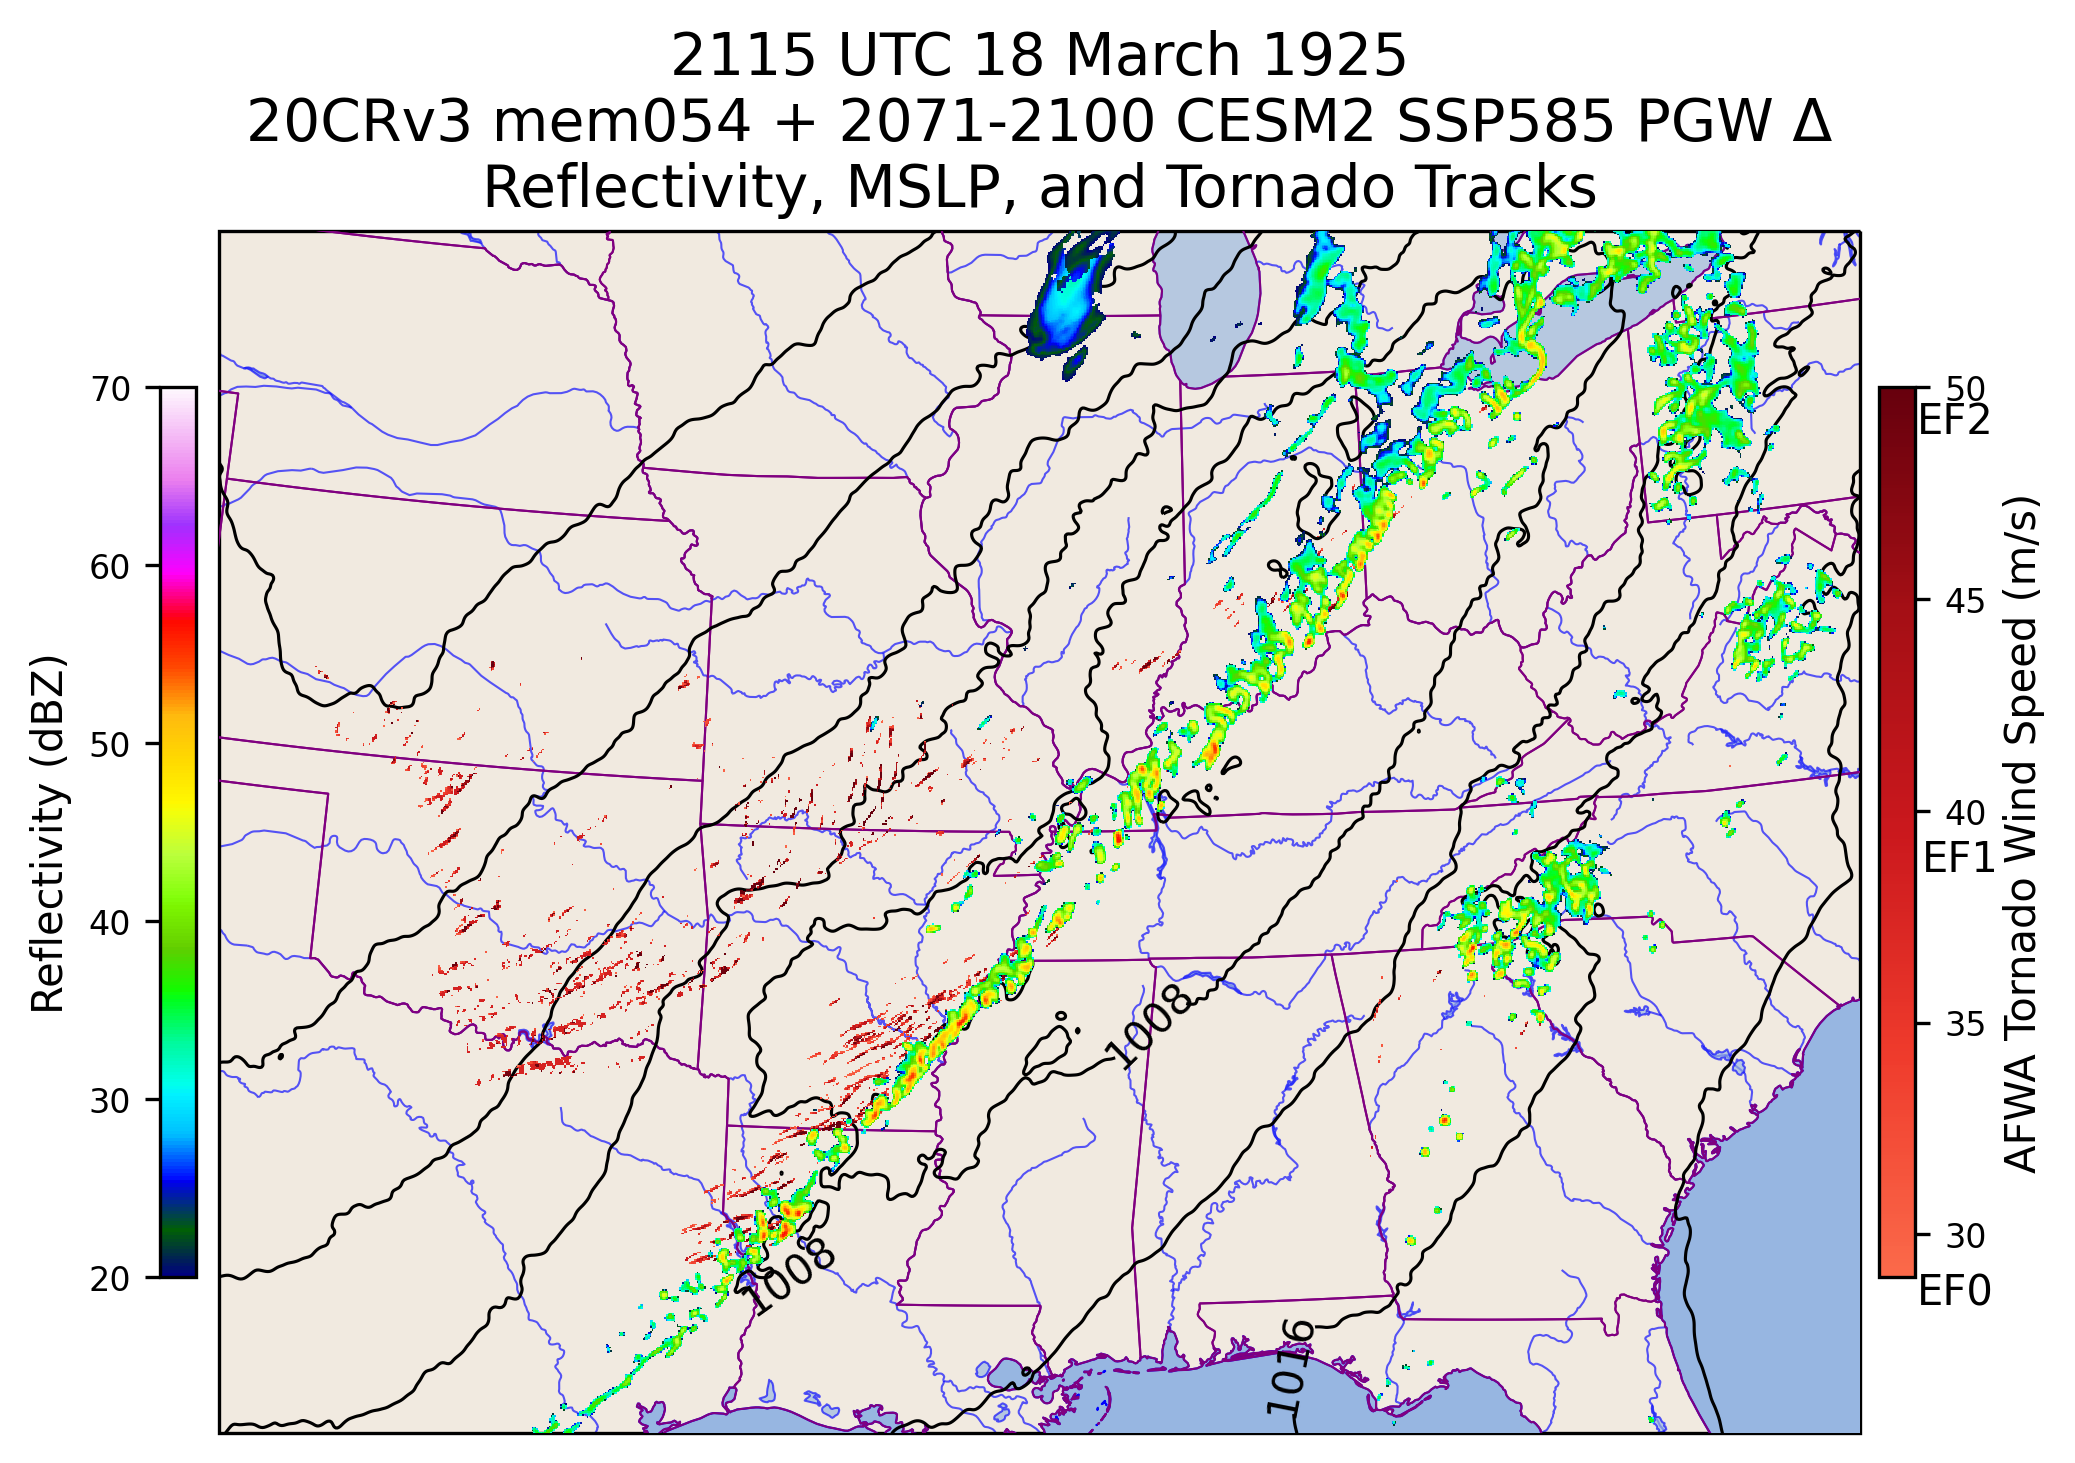 2115 UTC 18 March 1925
20CRv3 mem054 + 2071-2100 CESM2 SSP585 PGW Δ
Reflectivity, MSLP, and Tornado Tracks
70
60
50
40
30
20
Reflectivity (dBZ)
1008
1008
1016
50
EF2
45
40
EF1
35
30
EF0
AFWA Tornado Wind Speed (m/s)